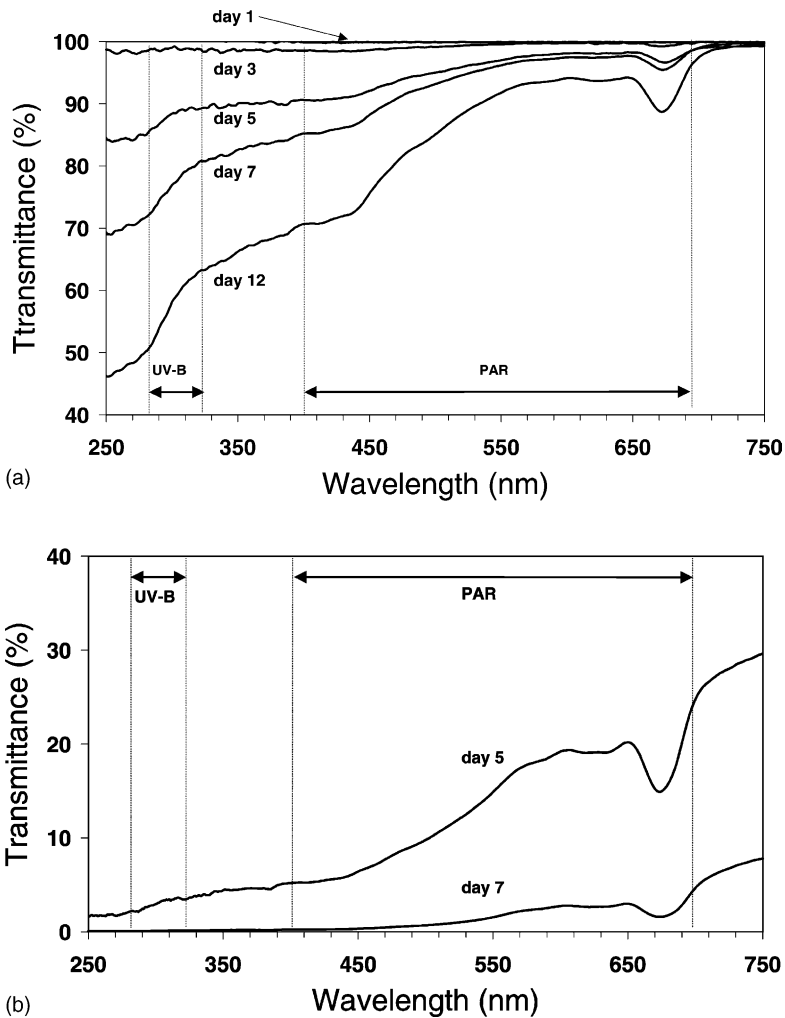 day 1
100
day 3
90
day 5
80
day 7
70
day 12
60
50
UV-B
PAR
40
250 350 450 550 650 750
Ttransmittance (%)
Wavelength (nm)
(a)
40
UV-B
PAR
30
day 5
20
10
day 7
0
250 350 450 550 650 750
Transmittance (%)
Wavelength (nm)
(b)